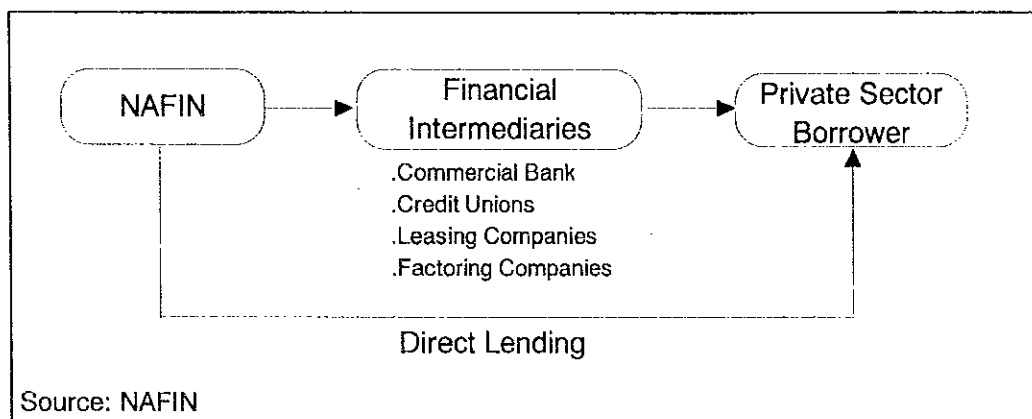 NAFIN
Financial
Intermediaries
Private Sector
Borrower
.Commercial Bank
.Credit Unions
.Leasing Companies
.Factoring Companies
Direct Lending
Source: NAFIN